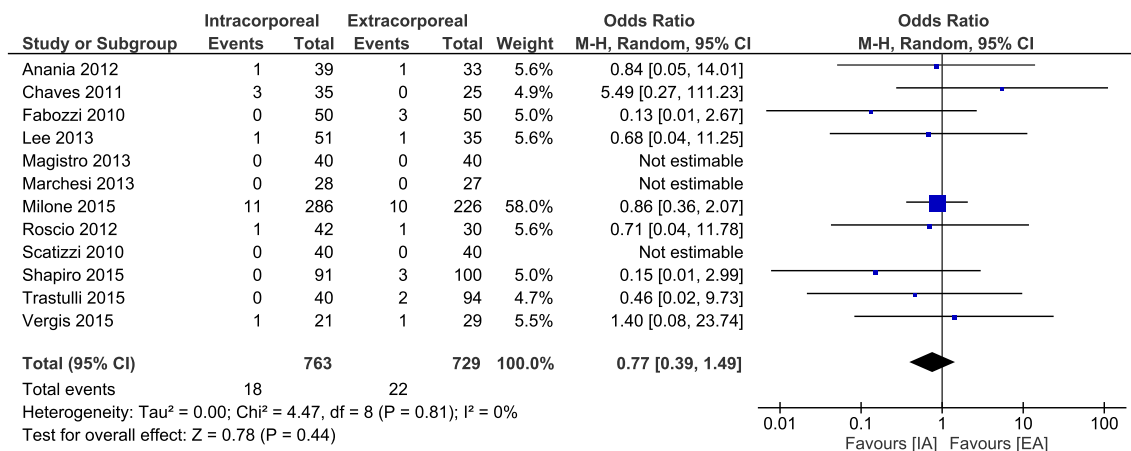 Intracorporeal Extracorporeal Odds Ratio Odds Ratio
Study or Subgroup Events Total Events Total Weight M-H, Random, 95% CI M-H, Random, 95% CI
Anania 2012 1 39 1 33 5.6% 0.84 [0.05, 14.01]
Chaves 2011 3 35 0 25 4.9% 5.49 [0.27, 111.23]
Fabozzi 2010 0 50 3 50 5.0% 0.13 [0.01, 2.67]
Lee 2013 1 51 1 35 5.6% 0.68 [0.04, 11.25]
Magistro 2013 0 40 0 40 Not estimable
Marchesi 2013 0 28 0 27 Not estimable
Milone 2015 11 286 10 226 58.0% 0.86 [0.36, 2.07]
Roscio 2012 1 42 1 30 5.6% 0.71 [0.04, 11.78]
Scatizzi 2010 0 40 0 40 Not estimable
Shapiro 2015 0 91 3 100 5.0% 0.15 [0.01, 2.99]
Trastulli 2015 0 40 2 94 4.7% 0.46 [0.02, 9.73]
Vergis 2015 1 21 1 29 5.5% 1.40 [0.08, 23.74]
Total (95% CI) 763 729 100.0% 0.77 [0.39, 1.49]
Total events 18 22
Heterogeneity: Tau² = 0.00; Chi² = 4.47, df = 8 (P = 0.81); I² = 0%
Test for overall effect: Z = 0.78 (P = 0.44)
0.01 0.1 1 10 100
Favours [IA] Favours [EA]